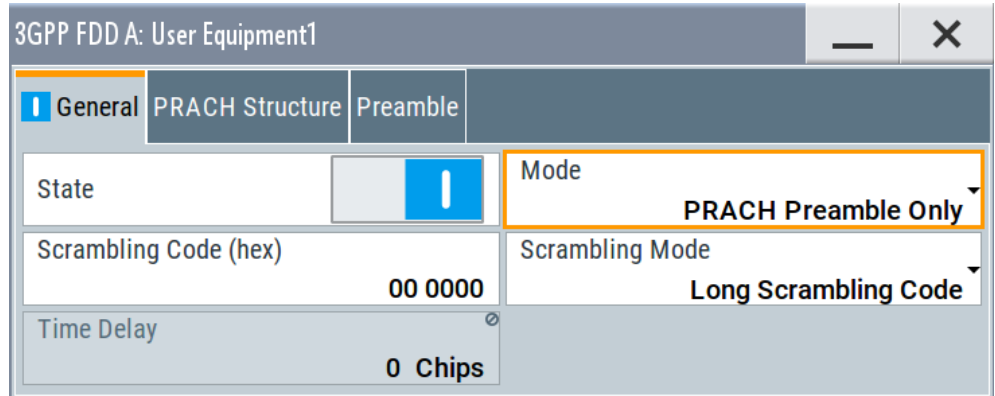 3GPP FDD A: User Equipment1
General PRACH Structure Preamble
State
Mode
PRACH Preamble Only
Scrambling Code (hex)
00 0000
Scrambling Mode
Long Scrambling Code
Time Delay
0 Chips